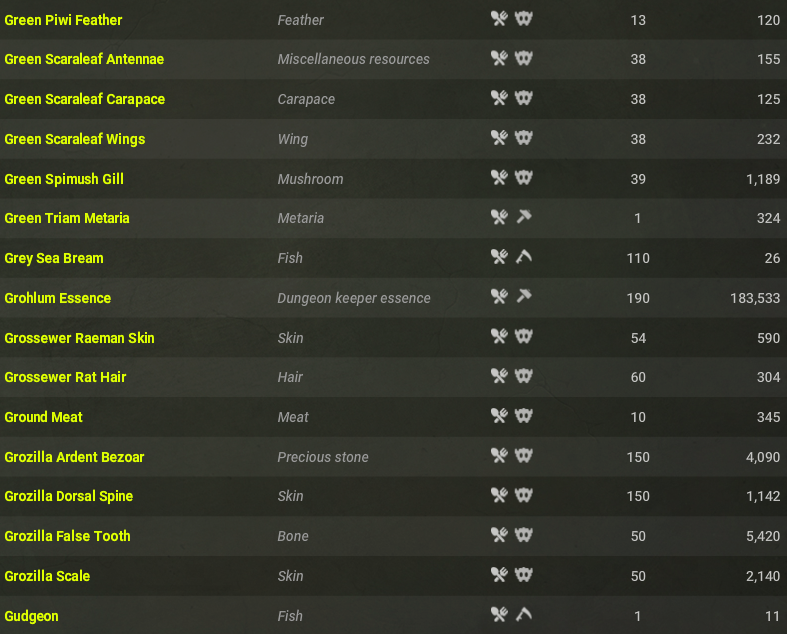 Green Piwi Feather Feather 13 120
Green Scaraleaf Antennae Miscellaneous resources 38 155
Green Scaraleaf Carapace Carapace 38 125
Green Scaraleaf Wings Wing 38 232
Green Spimush Gill Mushroom 39 1,189
Green Triam Metaria Metaria 1 324
Grey Sea Bream Fish 110 26
Grohlum Essence Dungeon keeper essence 190 183,533
Grossewer Raeman Skin Skin 54 590
Grossewer Rat Hair Hair 60 304
Ground Meat Meat 10 345
Grozilla Ardent Bezoar Precious stone 150 4,090
Grozilla Dorsal Spine Skin 150 1,142
Grozilla False Tooth Bone 50 5,420
Grozilla Scale Skin 50 2,140
Gudgeon Fish 1 11